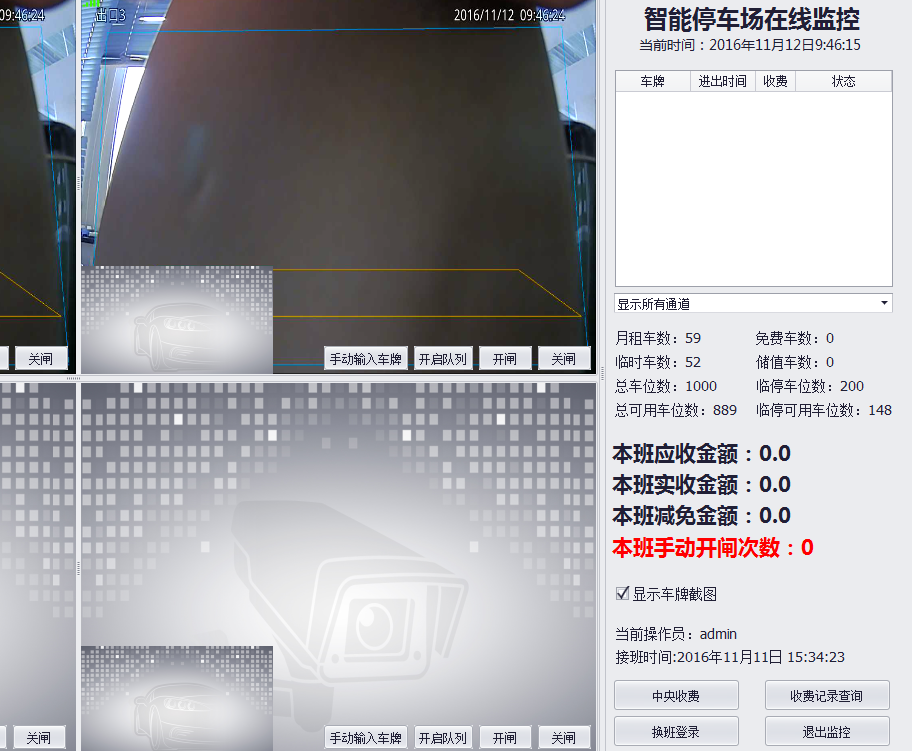 09:46:24
出口3
2016/11/12 09:46:24
关闸
手动输入车牌 开启队列 开闸 关闸
关闸
手动输入车牌 开启队列 开闸 关闸
智能停车场在线监控
当前时间：2016年11月12日9:46:15
车牌 进出时间 收费 状态
显示所有通道
月租车数：59 免费车数：0
临时车数：52 储值车数：0
总车位数：1000 临停车位数：200
总可用车位数：889 临停可用车位数：148
本班应收金额：0.0
本班实收金额：0.0
本班减免金额：0.0
本班手动开闸次数：0
显示车牌截图
当前操作员：admin
接班时间:2016年11月11日 15:34:23
中央收费 收费记录查询
换班登录 退出监控